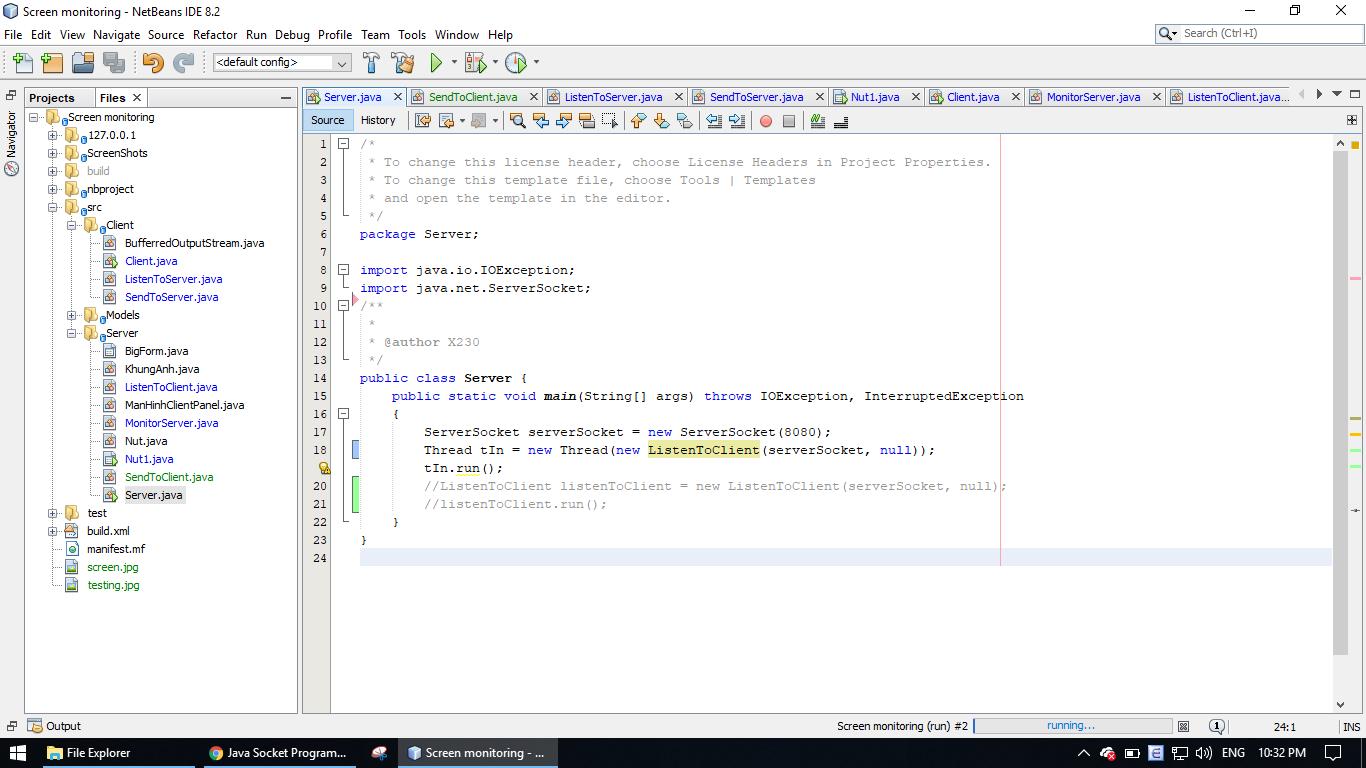 Screen monitoring - NetBeans IDE 8.2
File Edit View Navigate Source Refactor Run Debug Profile Team Tools Window Help
Search (Ctrl+I)
<default config>
Projects Files
Server.java SendToClient.java ListenToServer.java SendToServer.java Nut1.java Client.java MonitorServer.java ListenToClient.java...
Source History
Navigator
Screen monitoring
127.0.0.1
ScreenShots
build
nbproject
src
Client
BufferredOutputStream.java
Client.java
ListenToServer.java
SendToServer.java
Models
Server
BigForm.java
KhungAnh.java
ListenToClient.java
ManHinhClientPanel.java
MonitorServer.java
Nut.java
Nut1.java
SendToClient.java
Server.java
test
build.xml
manifest.mf
screen.jpg
testing.jpg
1 /*
2 * To change this license header, choose License Headers in Project Properties.
3 * To change this template file, choose Tools | Templates
4 * and open the template in the editor.
5 */
6 package Server;
7
8 import java.io.IOException;
9 import java.net.ServerSocket;
10 /**
11 *
12 * @author X230
13 */
14 public class Server {
15 public static void main(String[] args) throws IOException, InterruptedException
16 {
17 ServerSocket serverSocket = new ServerSocket(8080);
18 Thread tIn = new Thread(new ListenToClient(serverSocket, null));
tIn.run();
20 //ListenToClient listenToClient = new ListenToClient(serverSocket, null);
21 //listenToClient.run();
22 }
23 }
24
Output
Screen monitoring (run) #2 running... 1 24:1 INS
File Explorer Java Socket Program... Screen monitoring - ... ENG 10:32 PM